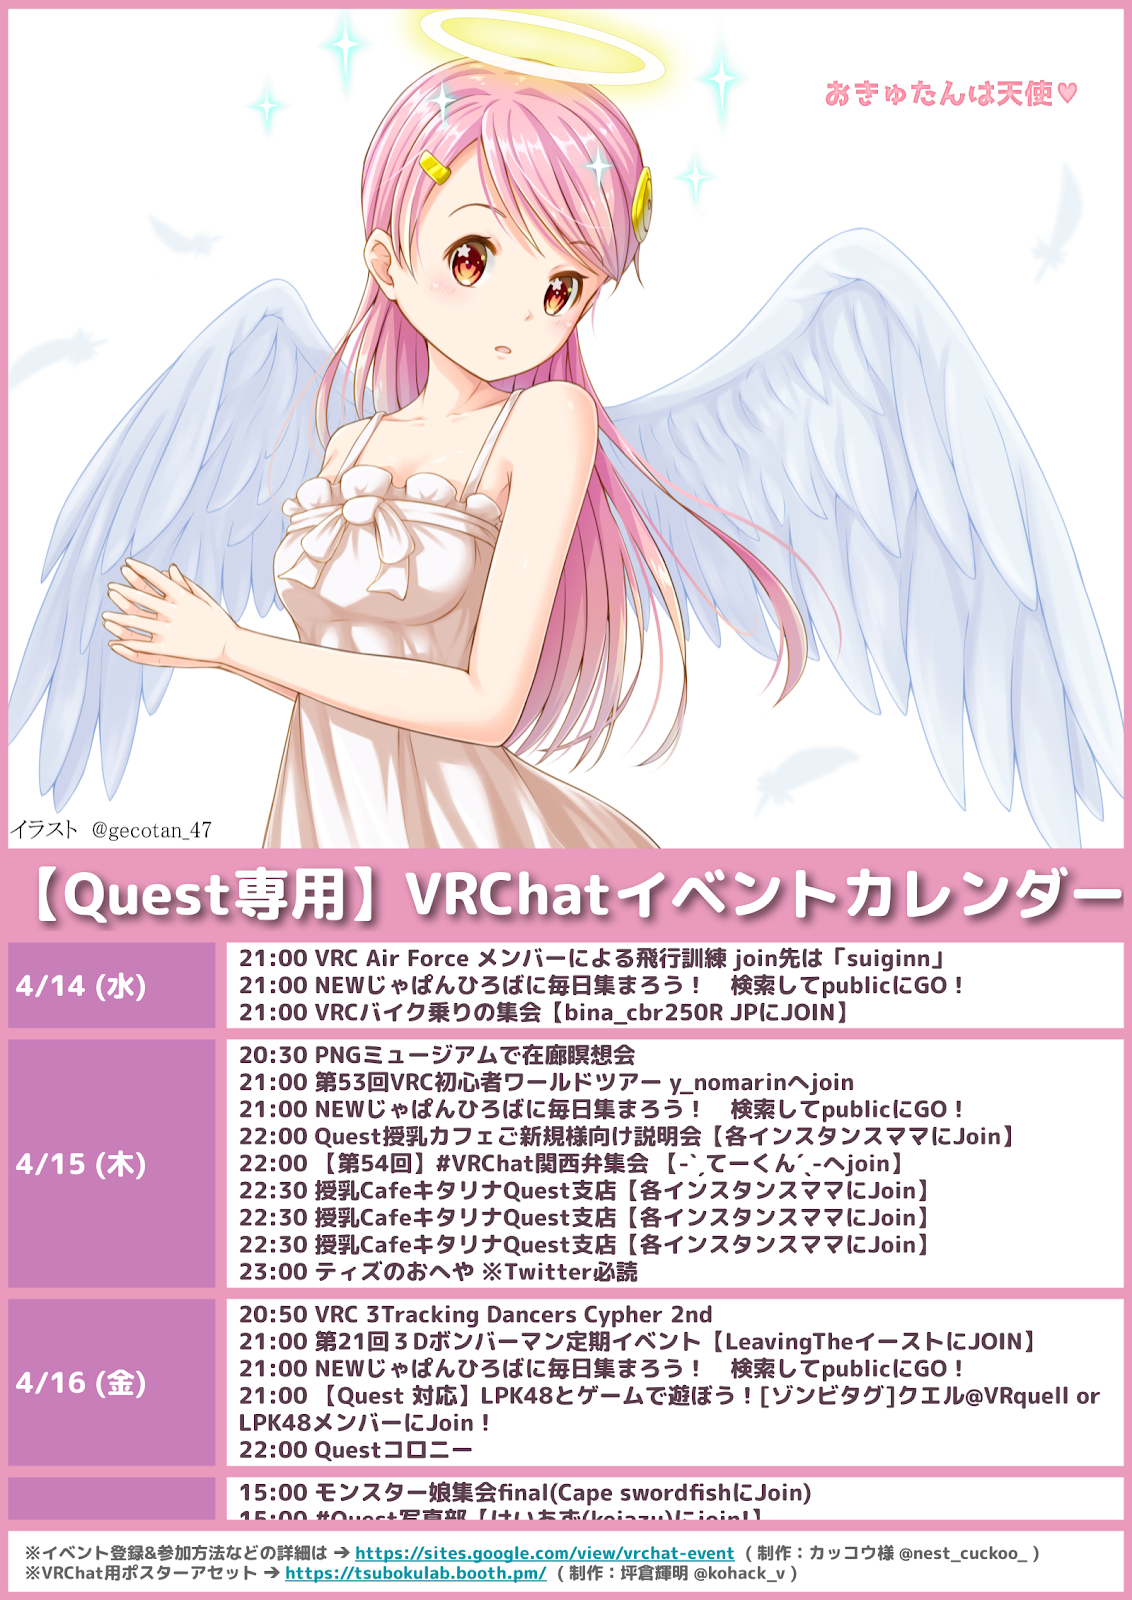 おきゅたんは天使♥
イラスト @gecotan_47
【Quest専用】VRChatイベントカレンダー
4/14 (水)
21:00 VRC Air Force メンバーによる飛行訓練 join先は「suiginn」
21:00 NEWじゃぱんひろばに毎日集まろう！　検索してpublicにGO！
21:00 VRCバイク乗りの集会【bina_cbr250R JPにJOIN】
4/15 (木)
20:30 PNGミュージアムで在廊瞑想会
21:00 第53回VRC初心者ワールドツアー y_nomarinへjoin
21:00 NEWじゃぱんひろばに毎日集まろう！　検索してpublicにGO！
22:00 Quest授乳カフェご新規様向け説明会【各インスタンスママにJoin】
22:00 【第54回】#VRChat関西弁集会 【-`ˏてーくんˊˎ-へjoin】
22:30 授乳CafeキタリナQuest支店【各インスタンスママにJoin】
22:30 授乳CafeキタリナQuest支店【各インスタンスママにJoin】
22:30 授乳CafeキタリナQuest支店【各インスタンスママにJoin】
23:00 ティズのおへや ※Twitter必読
4/16 (金)
20:50 VRC 3Tracking Dancers Cypher 2nd
21:00 第21回３Dボンバーマン定期イベント【LeavingTheイーストにJOIN】
21:00 NEWじゃぱんひろばに毎日集まろう！　検索してpublicにGO！
21:00 【Quest 対応】LPK48とゲームで遊ぼう！[ゾンビタグ]クエル@VRquell or
LPK48メンバーにJoin！
22:00 Questコロニー
15:00 モンスター娘集会final(Cape swordfishにJoin)
15:00 #Quest写真部【けいあず(keiazu)にjoin!】
※イベント登録&参加方法などの詳細は ➔ https://sites.google.com/view/vrchat-event ( 制作：カッコウ様 @nest_cuckoo_ )
※VRChat用ポスターアセット ➔ https://tsubokulab.booth.pm/ ( 制作：坪倉輝明 @kohack_v )